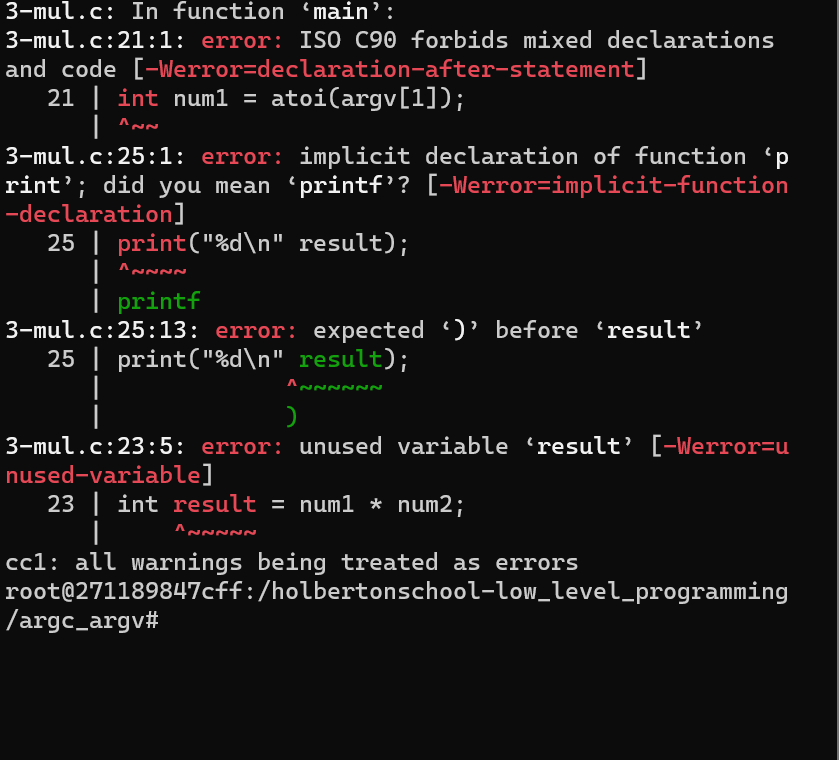 3-mul.c: In function ‘main’:
3-mul.c:21:1: error: ISO C90 forbids mixed declarations
and code [-Werror=declaration-after-statement]
   21 | int num1 = atoi(argv[1]);
      | ^~~
3-mul.c:25:1: error: implicit declaration of function ‘p
rint’; did you mean ‘printf’? [-Werror=implicit-function
-declaration]
   25 | print("%d\n" result);
      | ^~~~~
      | printf
3-mul.c:25:13: error: expected ‘)’ before ‘result’
   25 | print("%d\n" result);
      |             ^~~~~~~
      |             )
3-mul.c:23:5: error: unused variable ‘result’ [-Werror=u
nused-variable]
   23 | int result = num1 * num2;
      |     ^~~~~~
cc1: all warnings being treated as errors
root@271189847cff:/holbertonschool-low_level_programming
/argc_argv#